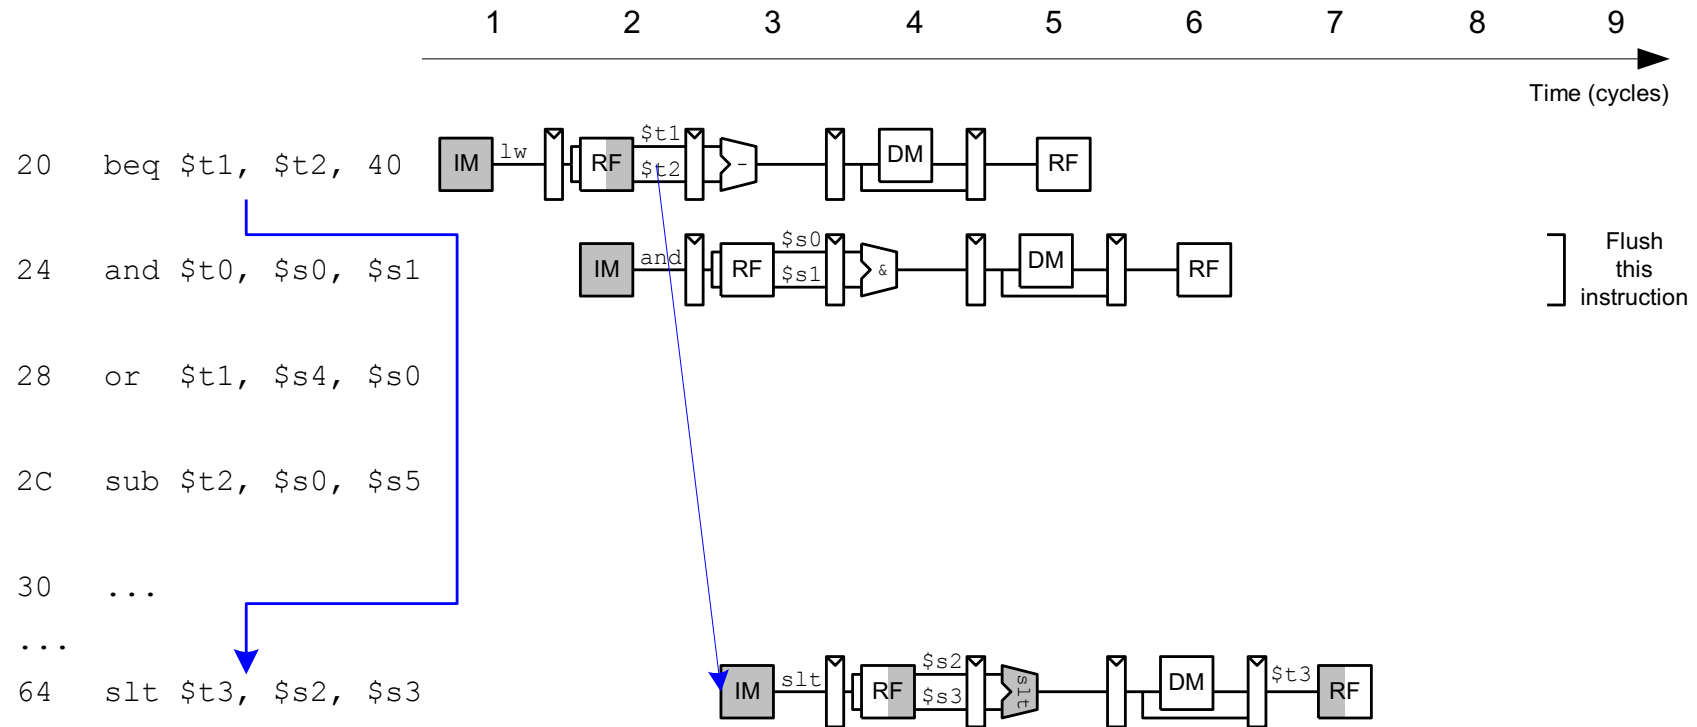 1 2 3 4 5 6 7 8 9
Time (cycles)
20 beq $t1, $t2, 40 IM lw RF $t1 $t2 - DM RF
24 and $t0, $s0, $s1 IM and RF $s0 $s1 & DM RF
Flush
this
instruction
28 or $t1, $s4, $s0
2C sub $t2, $s0, $s5
30 ...
...
64 slt $t3, $s2, $s3 IM slt RF $s2 $s3 slt DM $t3 RF